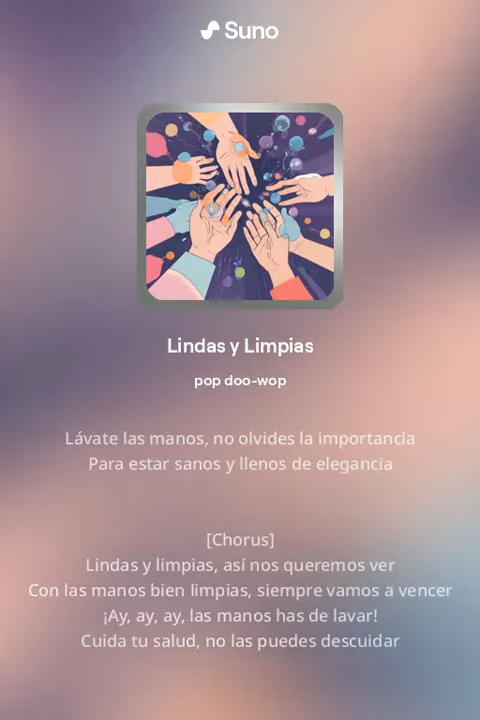 Suno
Lindas y Limpias
pop doo-wop
Lávate las manos, no olvides la importancia
Para estar sanos y llenos de elegancia
[Chorus]
Lindas y limpias, así nos queremos ver
Con las manos bien limpias, siempre vamos a vencer
¡Ay, ay, ay, las manos has de lavar!
Cuida tu salud, no las puedes descuidar